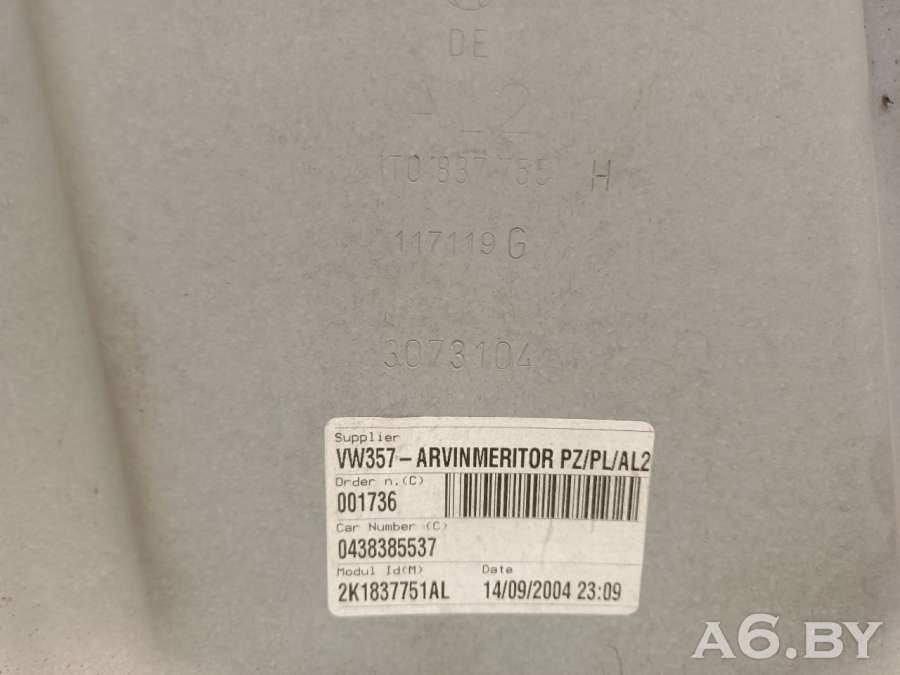 DE
1T0 837 755 H
117119 G
3073104
Supplier
VW357-ARVINMERITOR PZ/PL/AL2
Order n.(C)
001736
Car Number (C)
0438385537
Modul Id(M) Date
2K1837751AL 14/09/2004 23:09
A6.BY